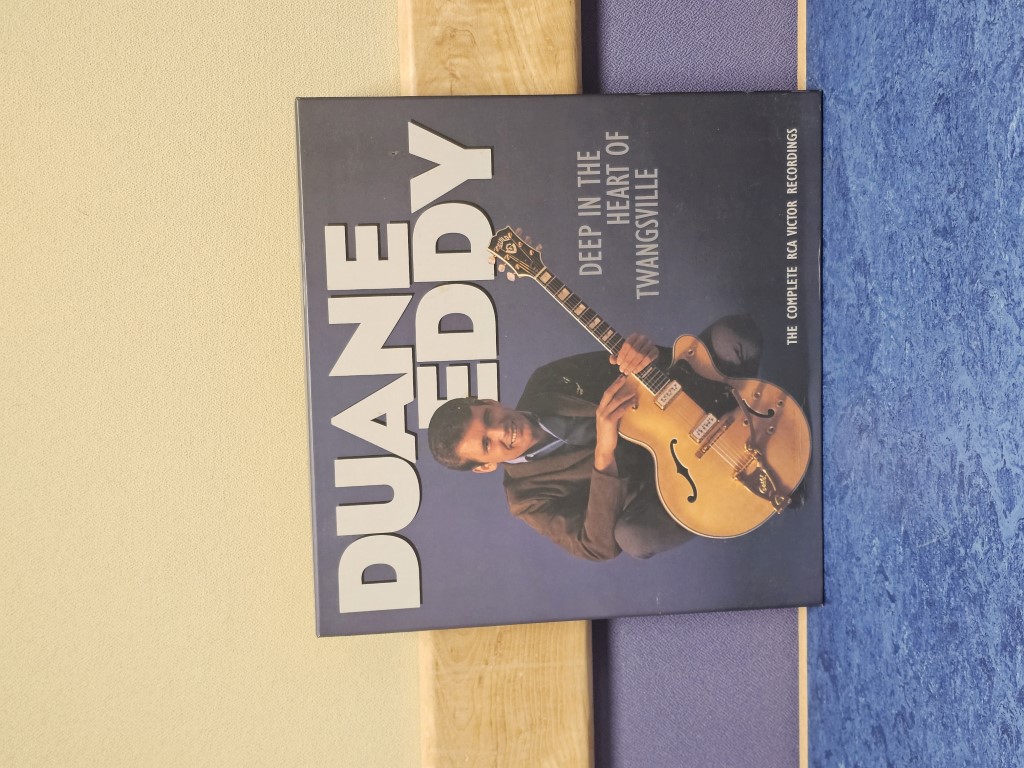 DUANE
EDDY
DEEP IN THE
HEART OF
TWANGSVILLE
THE COMPLETE RCA VICTOR RECORDINGS